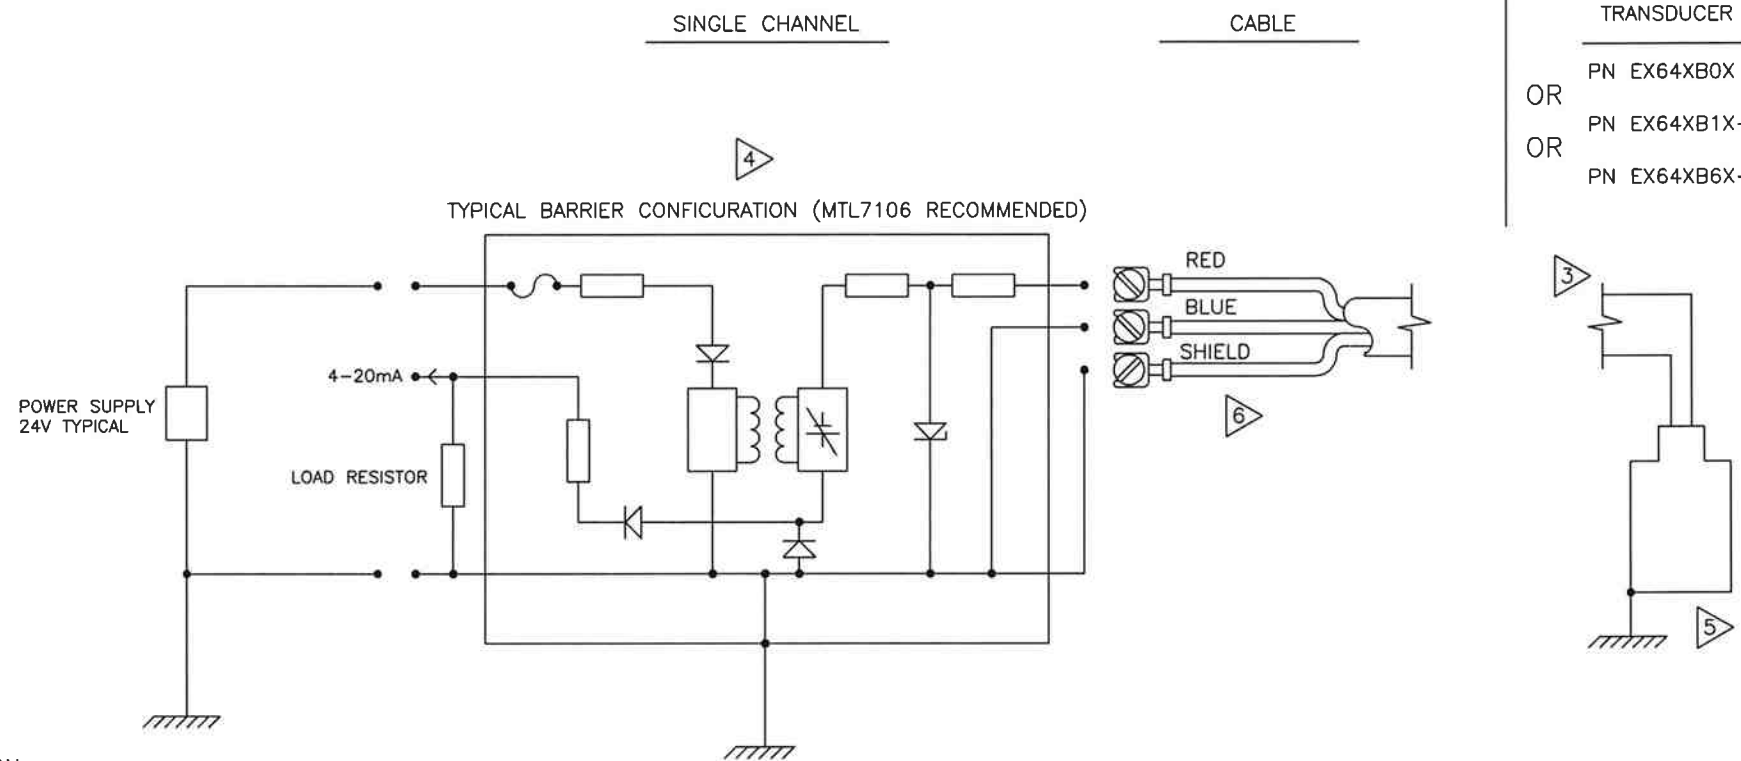 SINGLE CHANNEL
CABLE
TRANSDUCER
PN EX64XB0X
OR
PN EX64XB1X-
OR
PN EX64XB6X-
4
TYPICAL BARRIER CONFICURATION (MTL7106 RECOMMENDED)
RED
3
BLUE
SHIELD
4-20mA
6
POWER SUPPLY
24V TYPICAL
LOAD RESISTOR
5